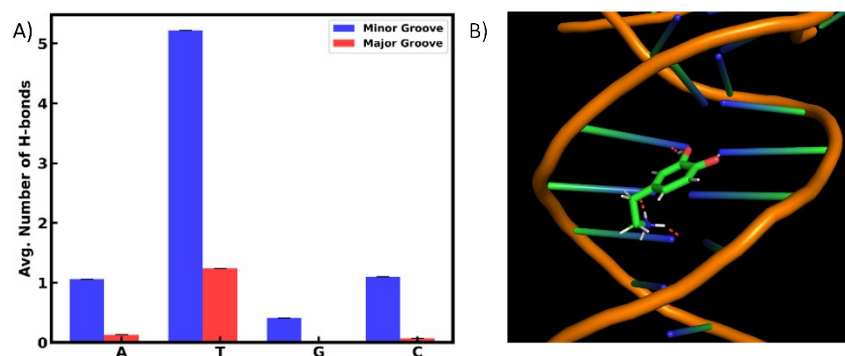 A)
B)
Minor Groove
Major Groove
Avg. Number of H-bonds
5
4
3
2
1
0
A T G C